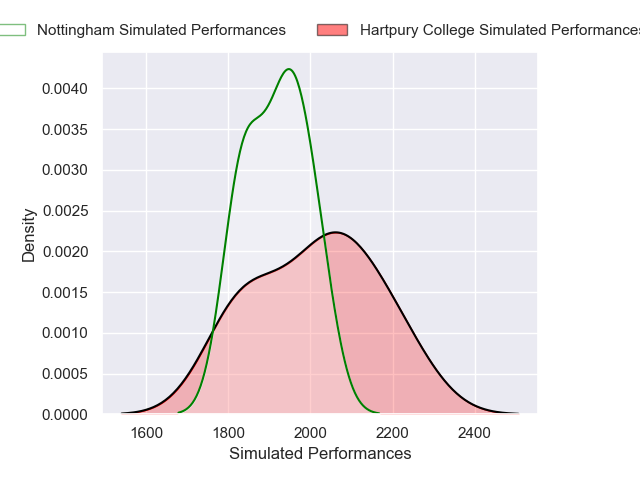 Nottingham Simulated Performances Hartpury College Simulated Performances
0.0040
0.0035
0.0030
0.0025
0.0020
0.0015
0.0010
0.0005
0.0000
Density
1600 1800 2000 2200 2400
Simulated Performances